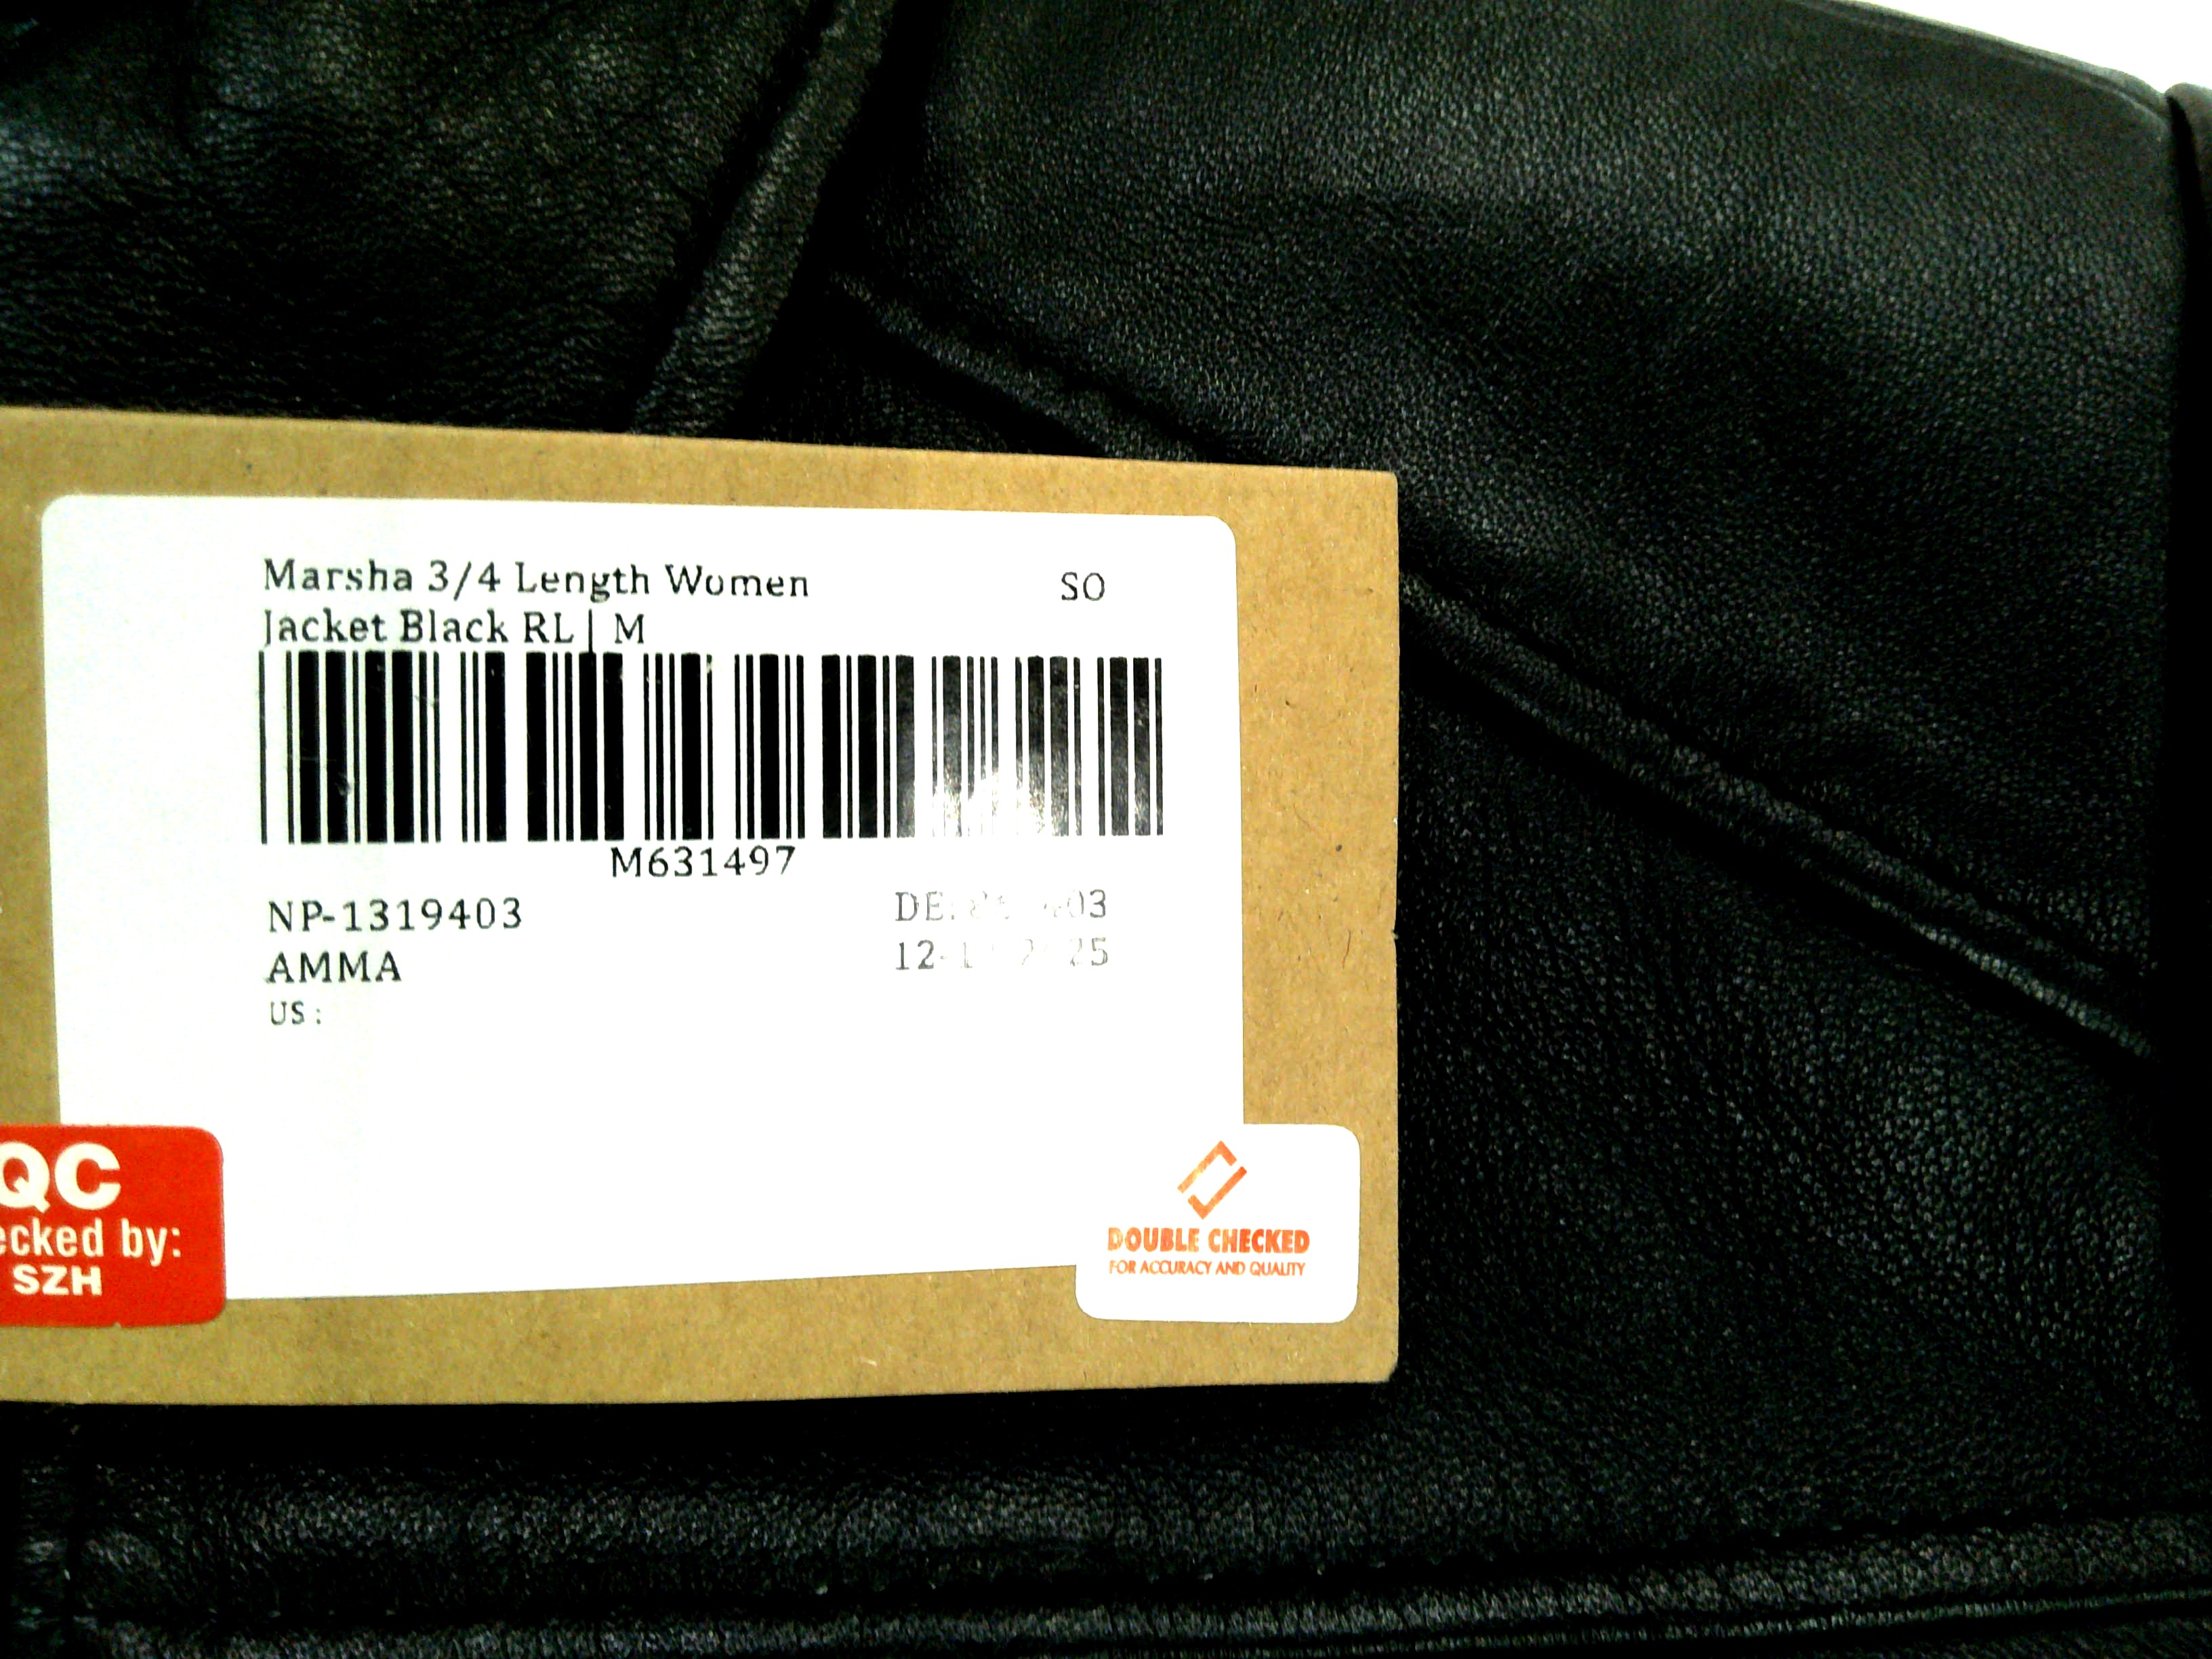 Marsha 3/4 Length Women SO
Jacket Black RL | M
M631497
NP-1319403
AMMA
US :
QC
SZH
by:
DOUBLE CHECKED
FOR ACCURACY AND QUALITY